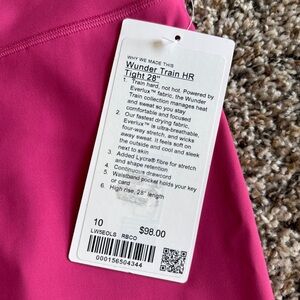 WHY WE MADE THIS
Wunder Train HR
Tight 28"
1. Train hard, not hot. Powered by
Everlux™ fabric, the Wunder
Train collection manages heat
and sweat so you stay
comfortable and focused
2. Our fastest drying fabric,
Everlux™ is ultra-breathable,
four-way stretch, and wicks
away sweat. It feels soft on
the outside and cool and sleek
next to skin
3. Added Lycra® fibre for stretch
and shape retention
4. Continuous drawcord
5. Waistband pocket holds your key
or card
6. High rise, 28" length
10 $98.00
LW5EOLS RBCO
000156504344